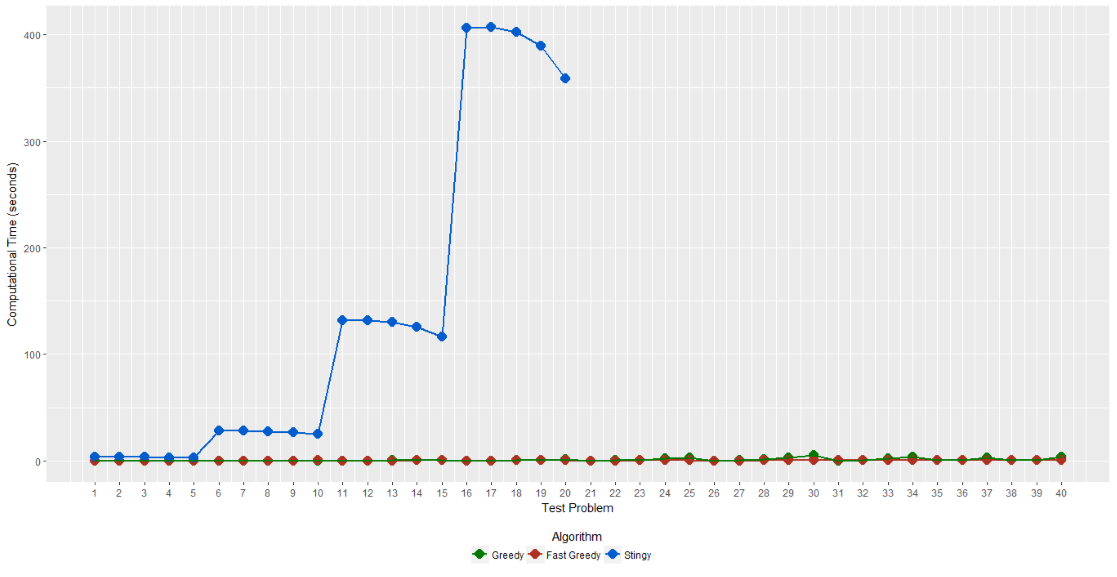 Computational Time (seconds)
400
300
200
100
0
1 2 3 4 5 6 7 8 9 10 11 12 13 14 15 16 17 18 19 20 21 22 23 24 25 26 27 28 29 30 31 32 33 34 35 36 37 38 39 40
Test Problem
Algorithm
Greedy Fast Greedy Stingy